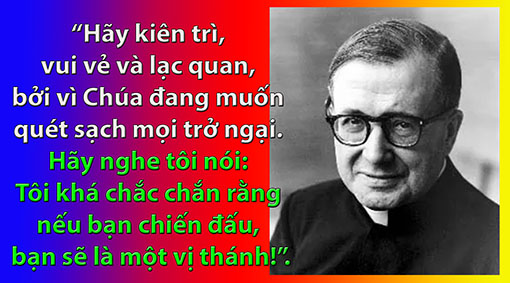 “Hãy kiên trì,
vui vẻ và lạc quan,
bởi vì Chúa đang muốn
quét sạch mọi trở ngại.
Hãy nghe tôi nói:
Tôi khá chắc chắn rằng
nếu bạn chiến đấu,
bạn sẽ là một vị thánh!”.